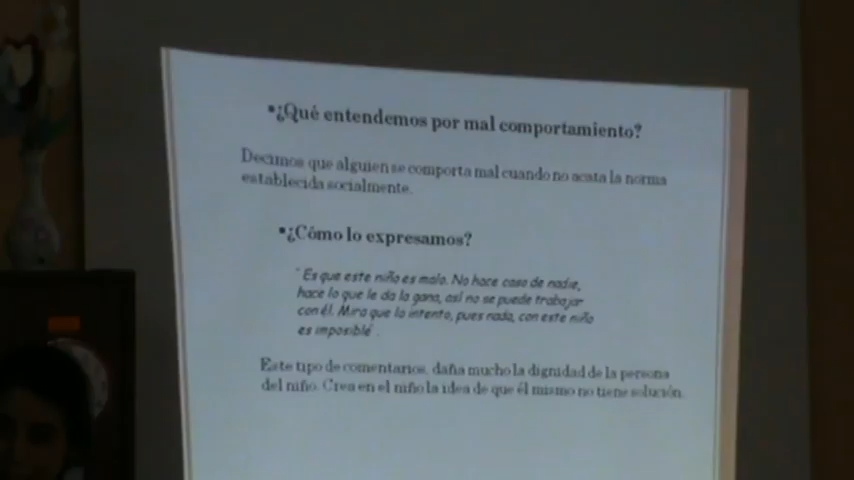 ▪¿Qué entendemos por mal comportamiento?
Decimos que alguien se comporta mal cuando no acata la norma
establecida socialmente.
▪¿Cómo lo expresamos?
¨Es que este niño es malo. No hace caso de nadie,
hace lo que le da la gana, así no se puede trabajar
con él. Mira que lo intento, pues nada, con este niño
es imposible¨.
Este tipo de comentarios, daña mucho la dignidad de la persona
del niño. Crea en el niño la idea de que él mismo no tiene solución.